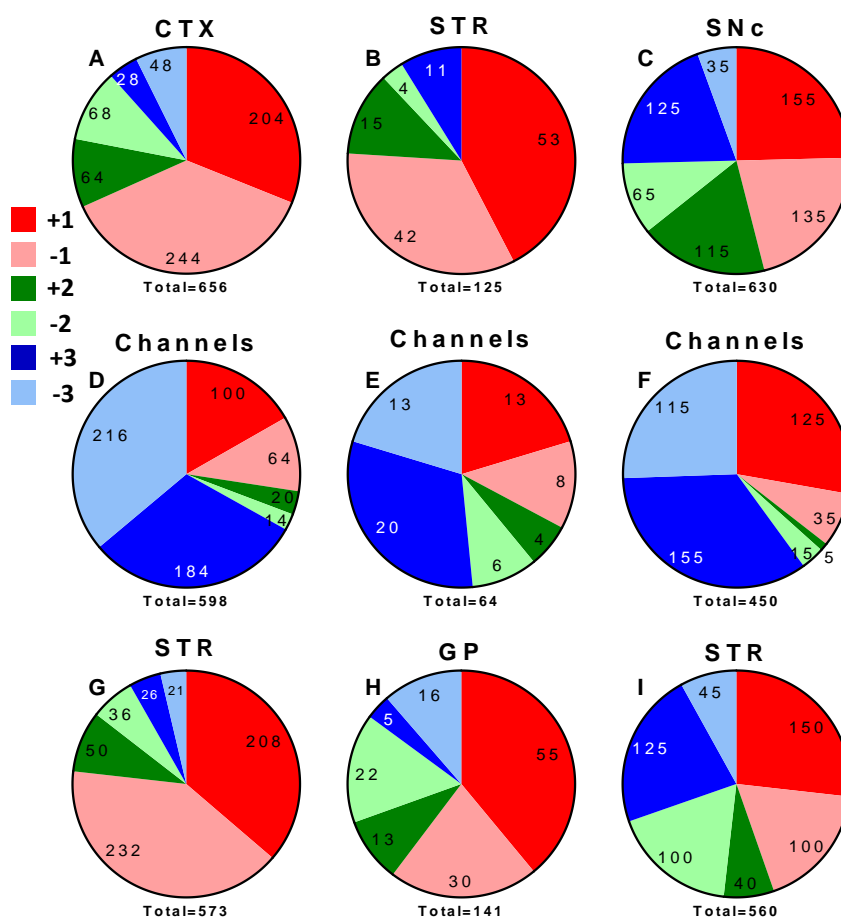 CTX
STR
SNc
A
B
C
48
28
68
64
244
204
11
4
15
42
53
35
125
65
115
135
155
Total=656
Total=125
Total=630
+1
-1
+2
-2
+3
-3
Channels
Channels
Channels
D
E
F
216
100
64
20
14
184
13
13
8
4
6
20
115
125
35
5
15
155
Total=598
Total=64
Total=450
STR
GP
STR
G
H
I
21
26
36
50
232
208
16
5
22
13
30
55
45
125
100
40
100
150
Total=573
Total=141
Total=560